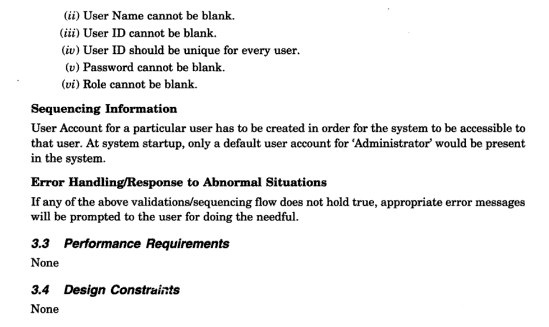 (ii) User Name cannot be blank.
(iii) User ID cannot be blank.
(iv) User ID should be unique for every user.
(v) Password cannot be blank.
(vi) Role cannot be blank.
Sequencing Information
User Account for a particular user has to be created in order for the system to be accessible to
that user. At system startup, only a default user account for 'Administrator' would be present
in the system.
Error Handling/Response to Abnormal Situations
If any of the above validations/sequencing flow does not hold true, appropriate error messages
will be prompted to the user for doing the needful.
3.3 Performance Requirements
None
3.4 Design Constraints
None